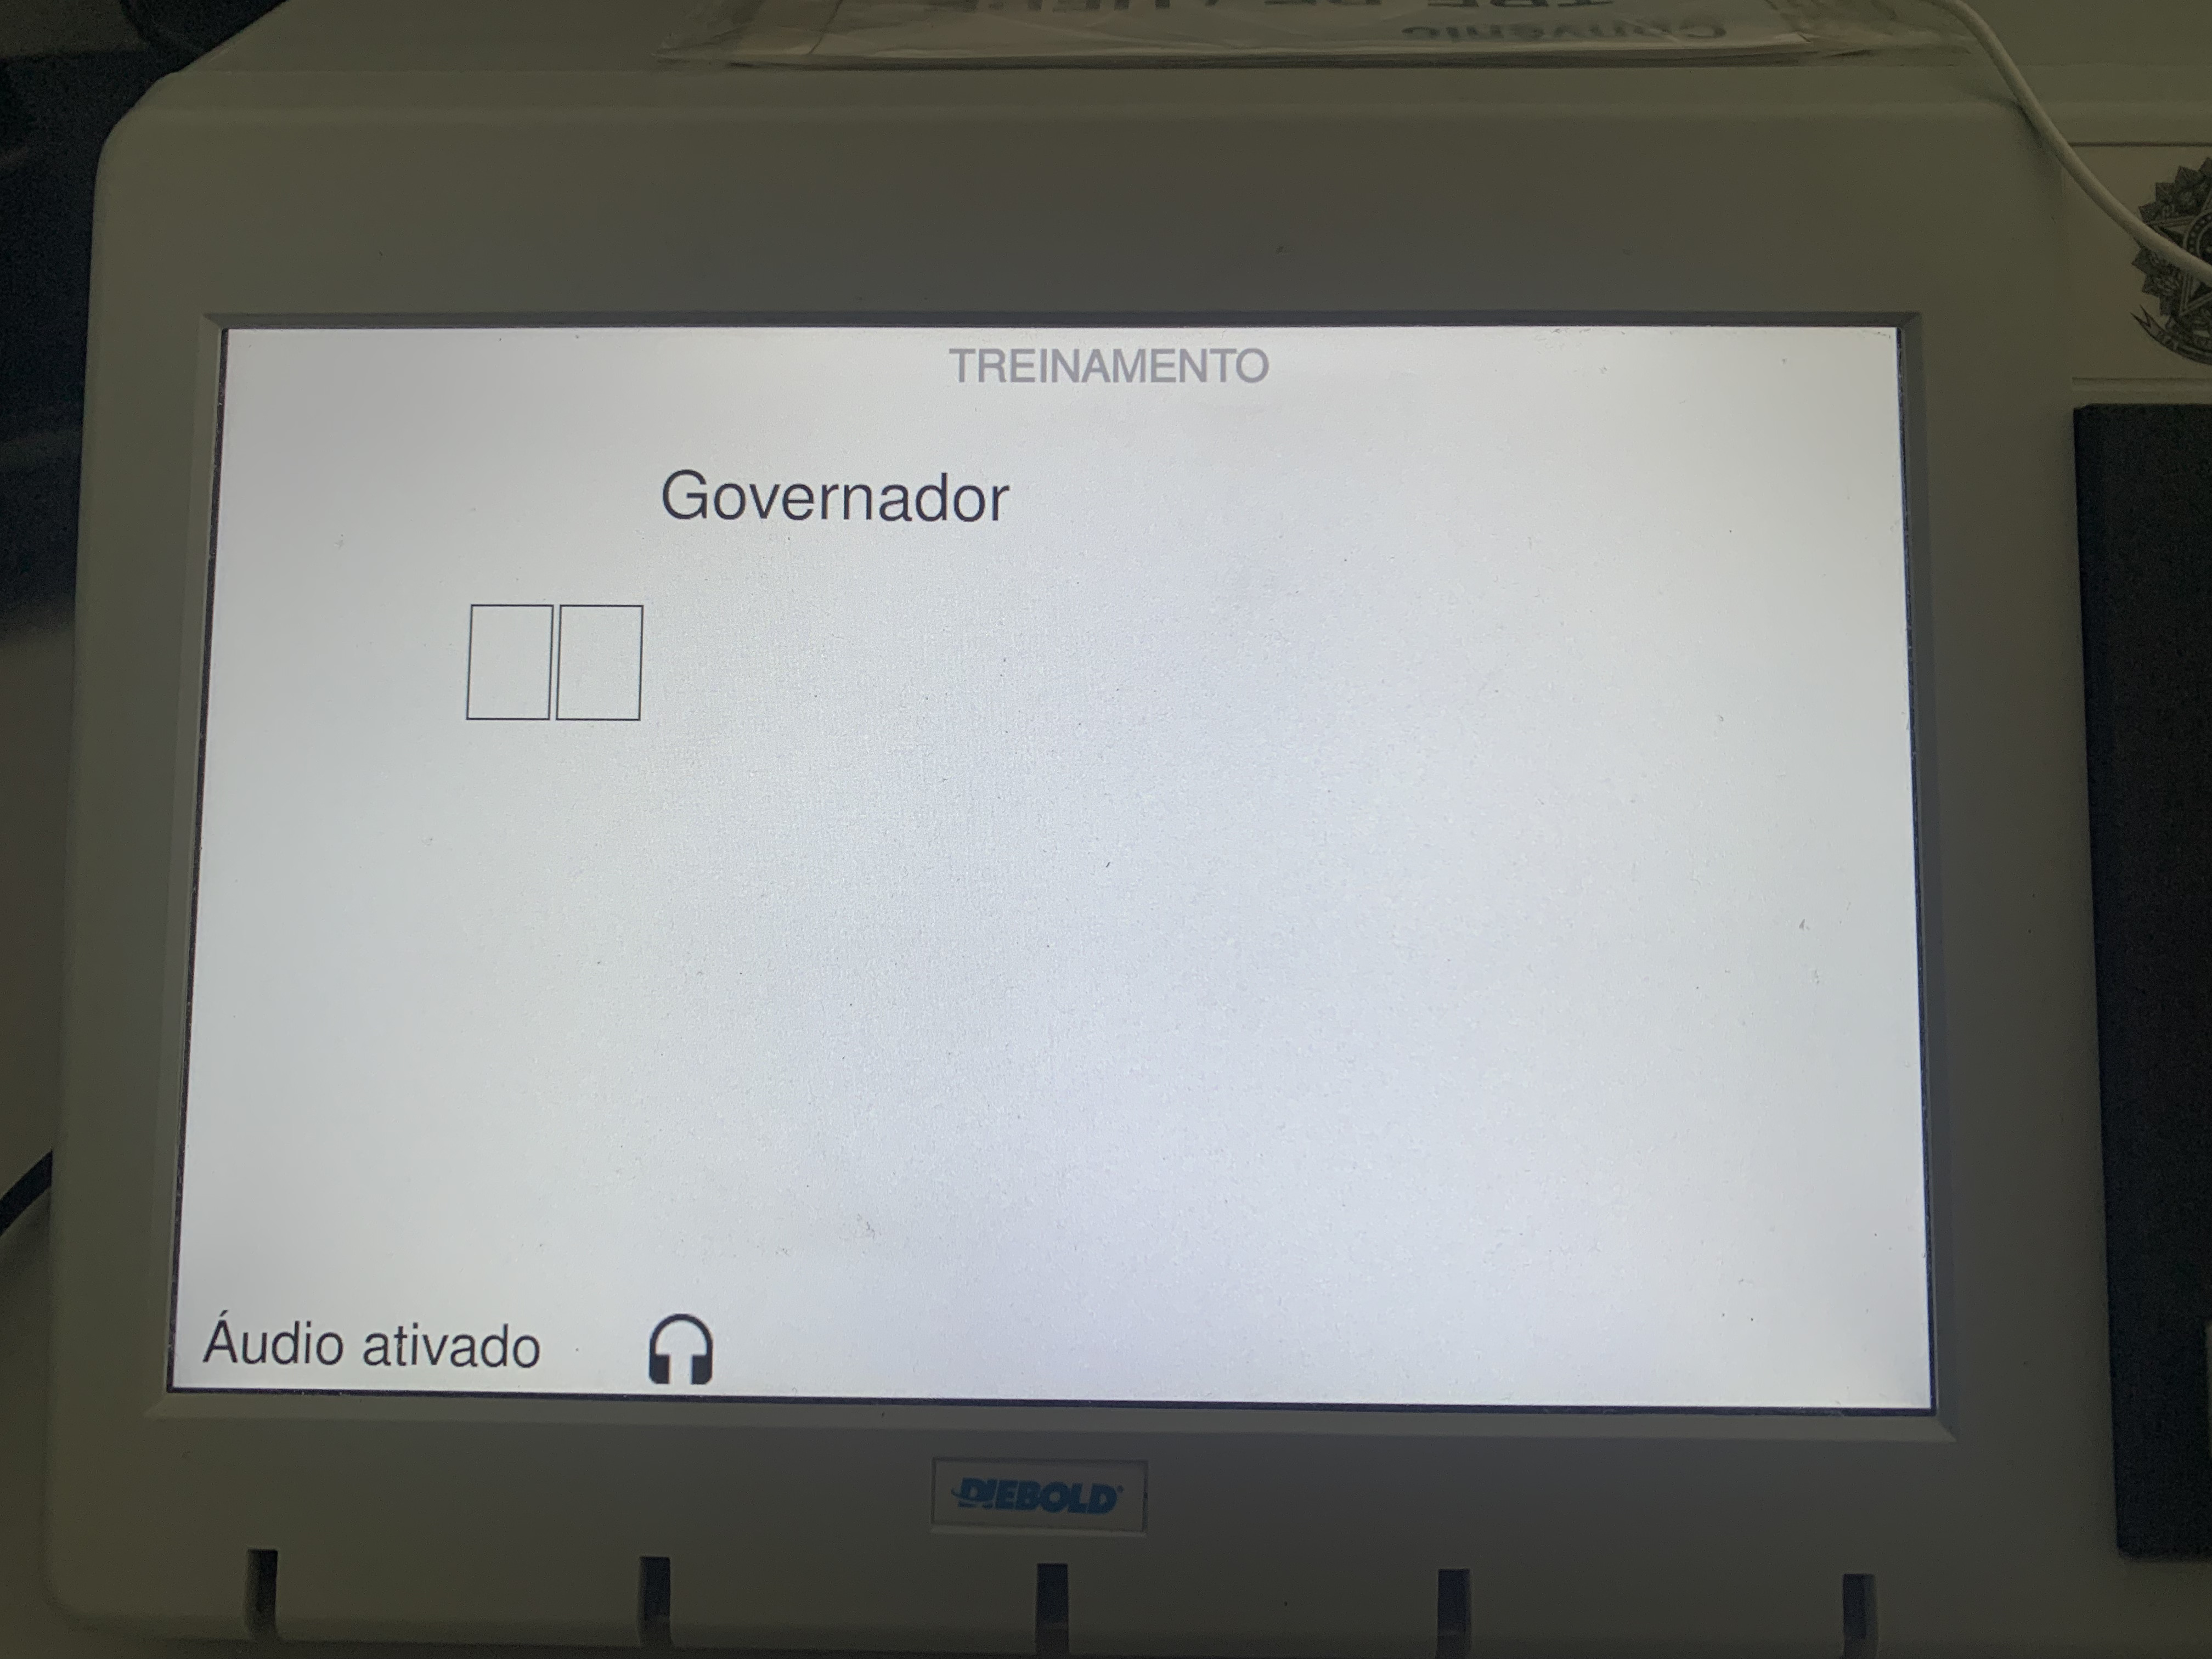 TREINAMENTO
Governador
Áudio ativado
DIEBOLD